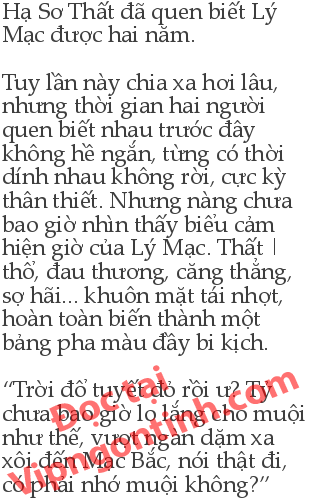 Hạ Sơ Thất đã quen biết Lý
Mạc được hai năm.
Tuy lần này chia xa hơi lâu,
nhưng thời gian hai người
quen biết nhau trước đây
không hề ngắn, từng có thời
dính nhau không rời, cực kỳ
thân thiết. Nhưng nàng chưa
bao giờ nhìn thấy biểu cảm
hiện giờ của Lý Mạc. Thất |
thổ, đau thương, căng thẳng,
sợ hãi... khuôn mặt tái nhợt,
hoàn toàn biến thành một
bảng pha màu đầy bi kịch.
“Trời đổ tuyết đỏ rồi ư? Tỷ
chưa bao giờ lo lắng cho muội
như thế, vượt ngàn dặm xa
xôi đến Mạc Bắc, nói thật đi,
có phải nhớ muội không?”
Đọc tại
Vipngontinh.com